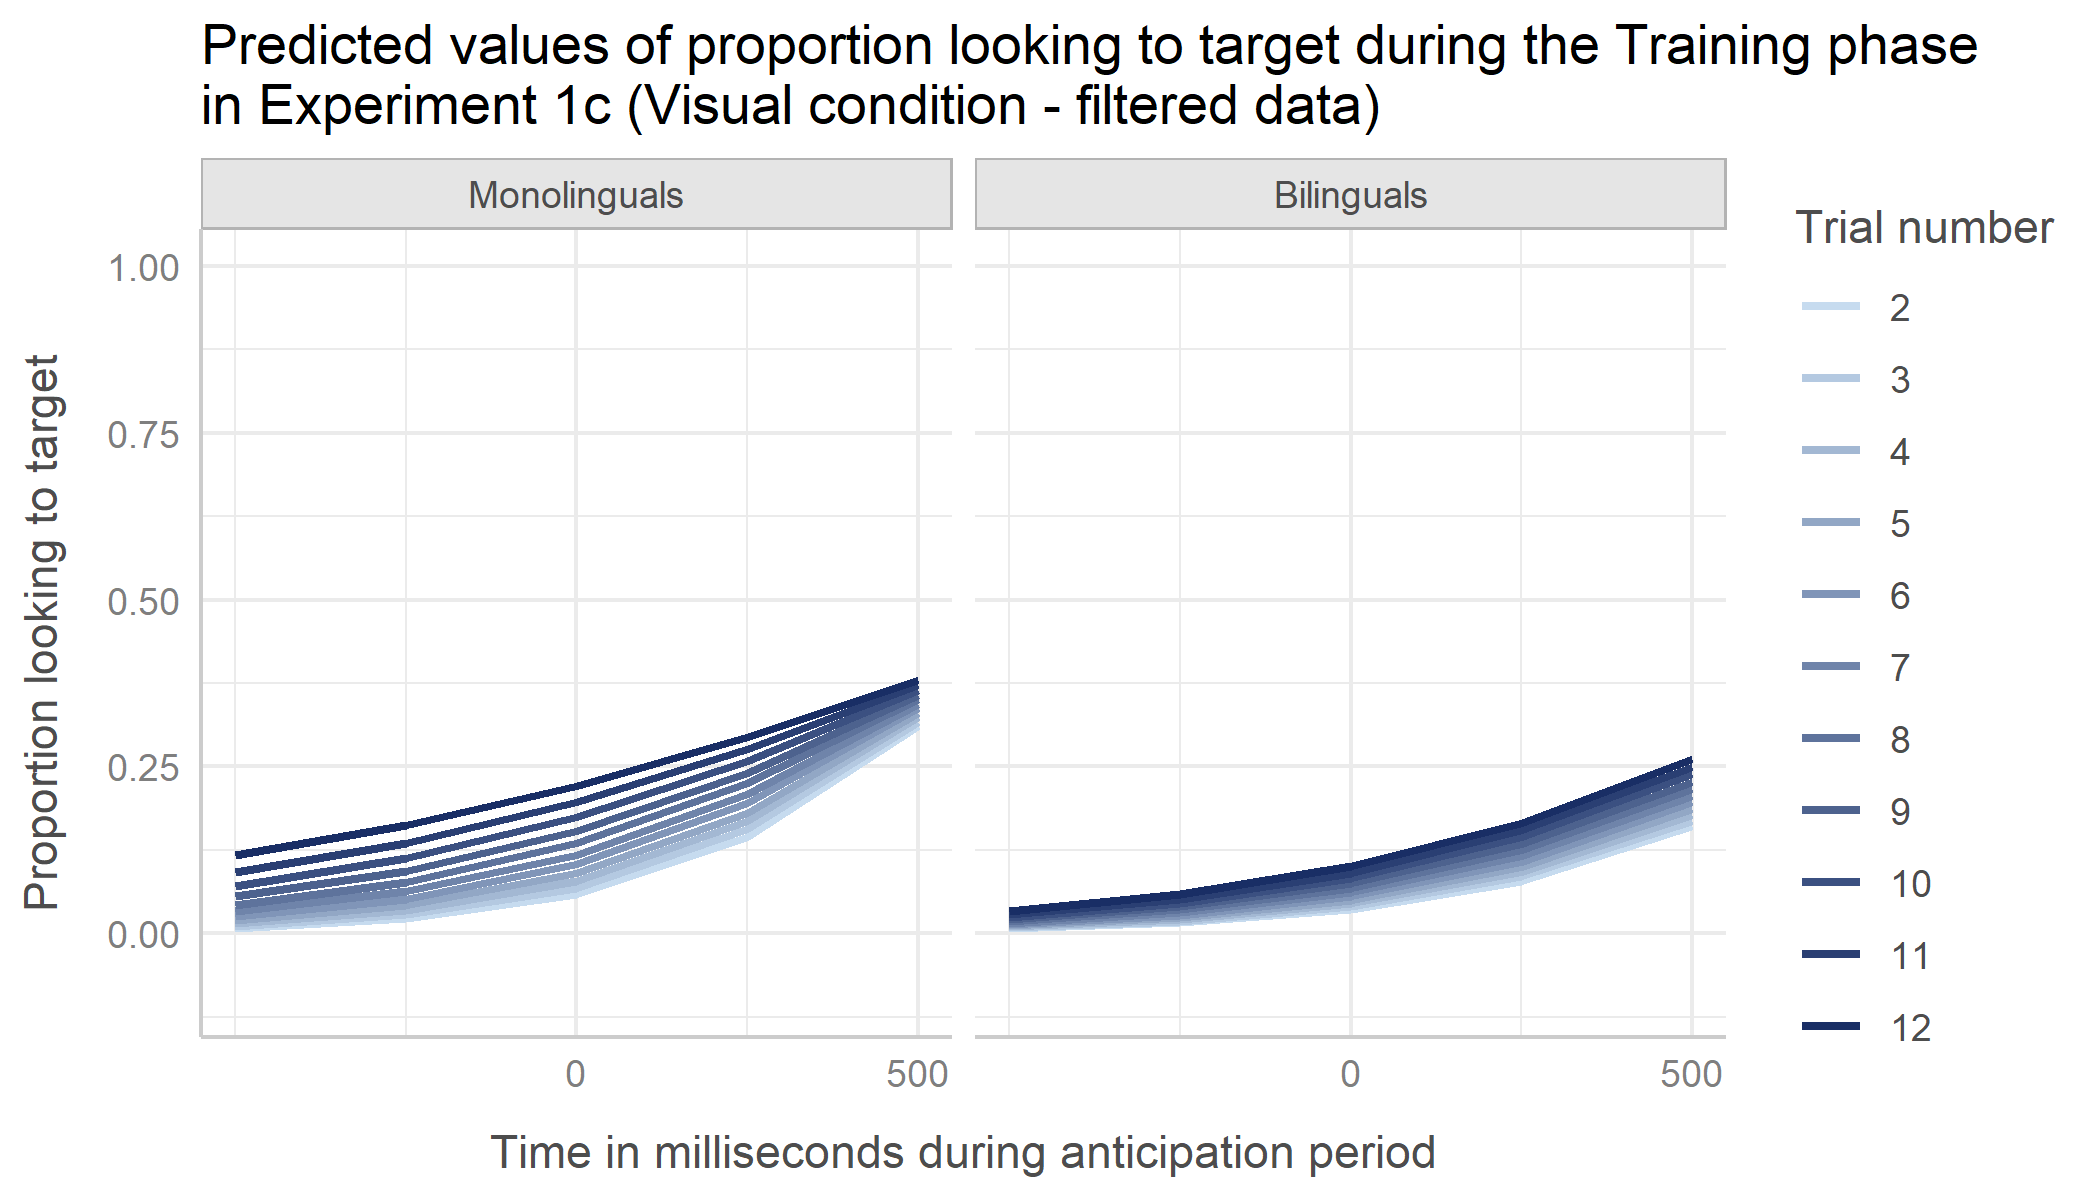 Predicted values of proportion looking to target during the Training phase
in Experiment 1c (Visual condition - filtered data)
Monolinguals
Bilinguals
Proportion looking to target
1.00
0.75
0.50
0.25
0.00
0
500
0
500
Time in milliseconds during anticipation period
Trial number
2
3
4
5
6
7
8
9
10
11
12